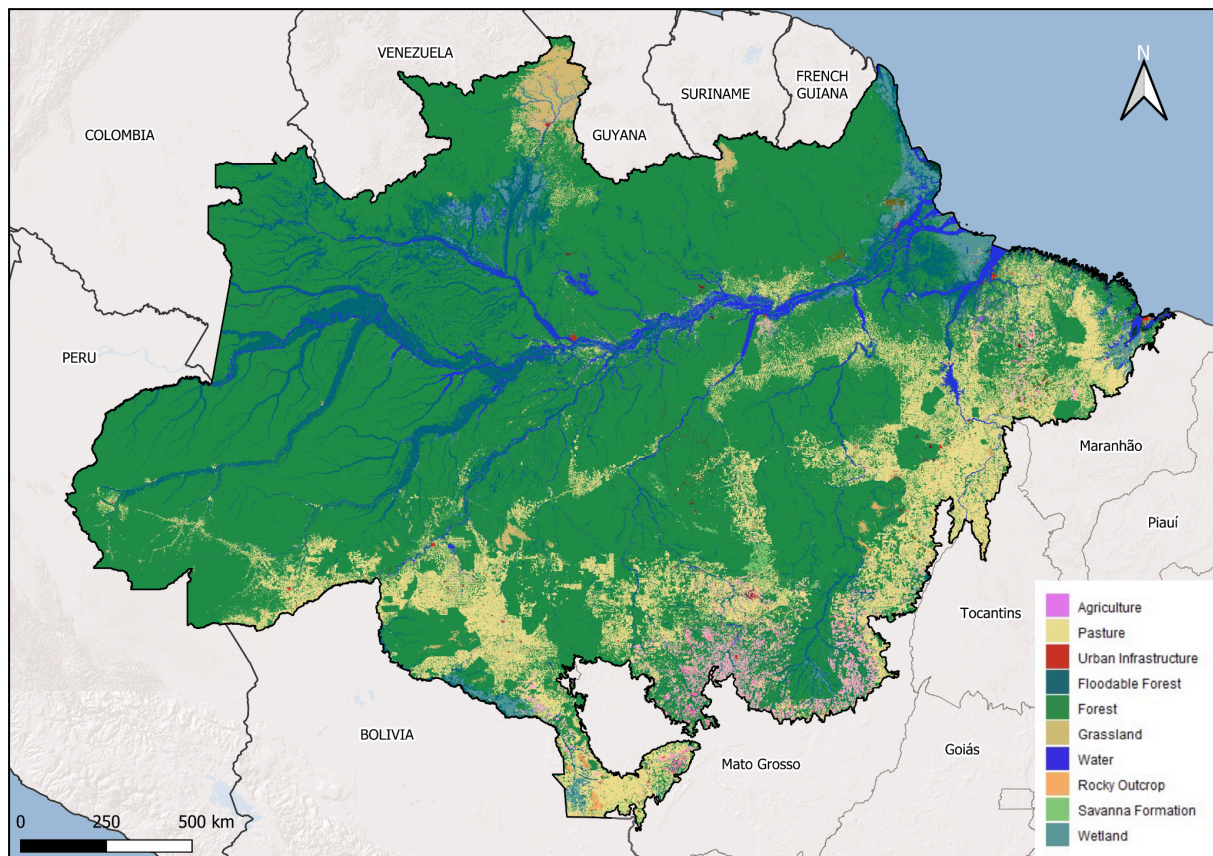 VENEZUELA
N
FRENCH
GUIANA
SURINAME
COLOMBIA
GUYANA
PERU
Maranhão
Piauí
Tocantins
BOLIVIA
Mato Grosso
Goiás
Agriculture
Pasture
Urban Infrastructure
Floodable Forest
Forest
Grassland
Water
Rocky Outcrop
Savanna Formation
Wetland
0 250 500 km